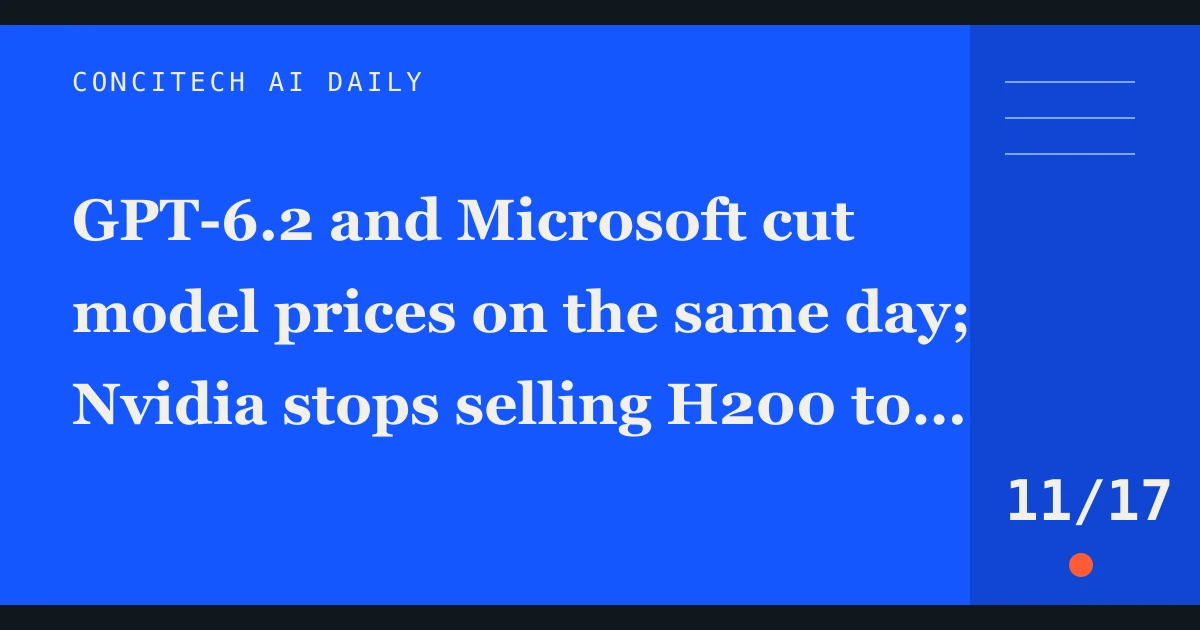 CONCITECH AI DAILY
GPT-6.2 and Microsoft cut
model prices on the same day;
Nvidia stops selling H200 to...
11/17